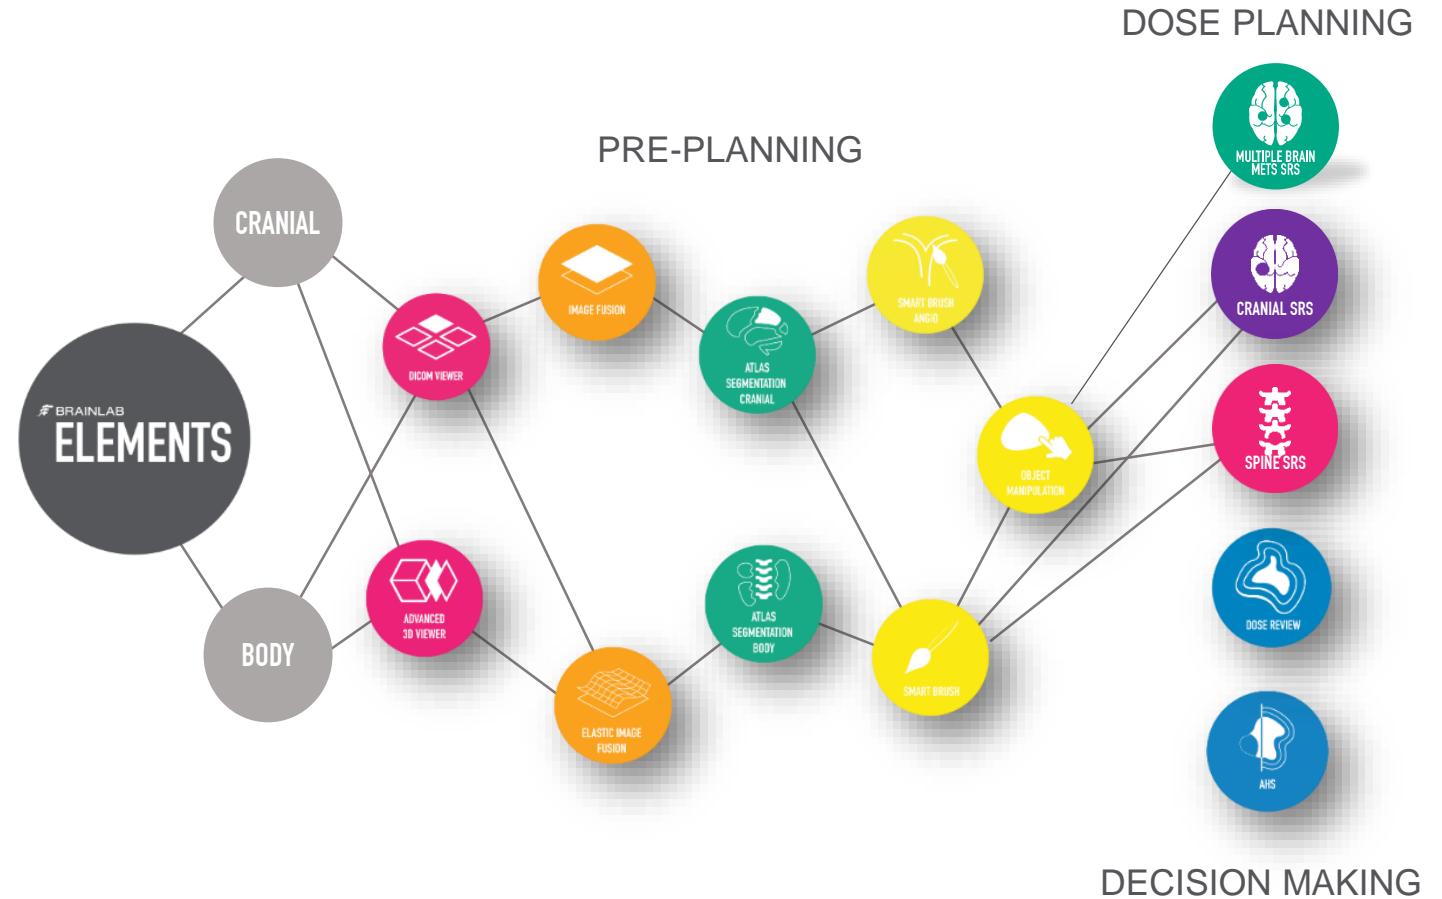 DOSE PLANNING
PRE-PLANNING
MULTIPLE BRAIN
METS SRS
CRANIAL
CRANIAL SRS
IMAGE FUSION
SMART BRUSH
ANGIO
DICOM VIEWER
ATLAS
SEGMENTATION
CRANIAL
BRAINLAB
ELEMENTS
OBJECT
MANIPULATION
SPINE SRS
BODY
ADVANCED
3D VIEWER
ATLAS
SEGMENTATION
BODY
DOSE REVIEW
ELASTIC IMAGE
FUSION
SMART BRUSH
AHS
DECISION MAKING